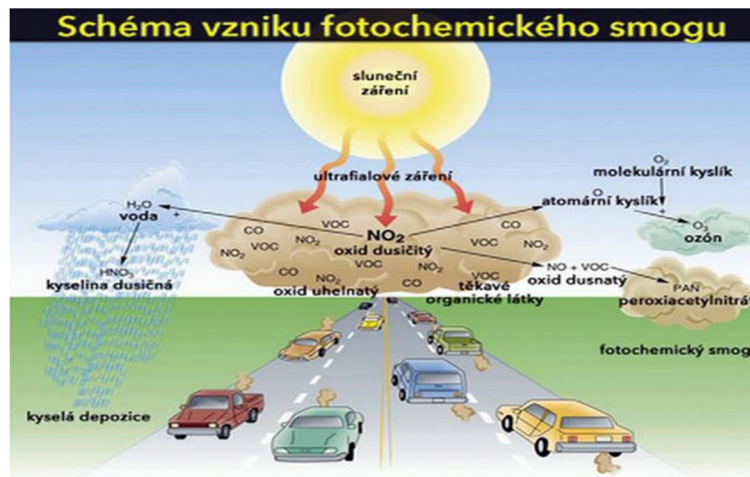 Schéma vzniku fotochemického smogu
sluneční
záření
ultrafialové záření
O₂
molekulární kyslík
O
atomární kyslík
+
O₃
ozón
H₂O
voda
+
HNO₃
kyselina dusičná
kyselá depozice
CO
VOC
NO₂
oxid dusičitý
CO
NO₂
VOC
NO₂
VOC
NO₂
VOC
CO
NO₂
NO₂
VOC
oxid uhelnatý
CO
těkavé
organické látky
NO + VOC
oxid dusnatý
PAN
peroxiacetylnitrát
fotochemický smog